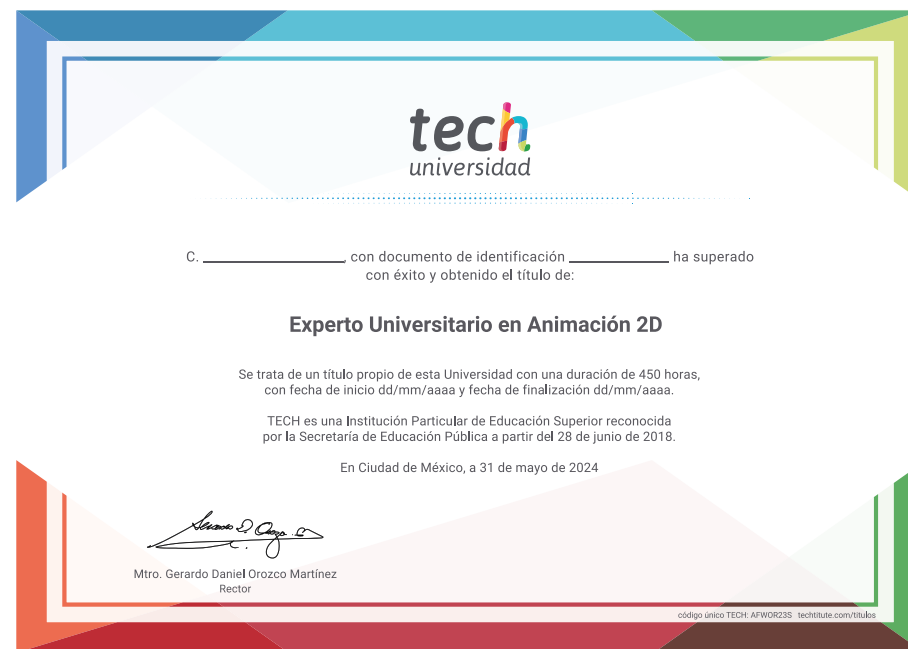 tech
universidad
C. __________, con documento de identificación __________ ha superado
con éxito y obtenido el título de:
Experto Universitario en Animación 2D
Se trata de un título propio de esta Universidad con una duración de 450 horas,
con fecha de inicio dd/mm/aaaa y fecha de finalización dd/mm/aaaa.
TECH es una Institución Particular de Educación Superior reconocida
por la Secretaría de Educación Pública a partir del 28 de junio de 2018.
En Ciudad de México, a 31 de mayo de 2024
Mtro. Gerardo Daniel Orozco Martínez
Rector
código único TECH: AFWOR23S techtitute.com/titulos